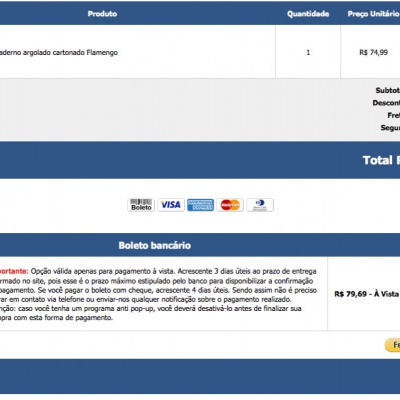 Produto Quantidade Preço Unitário
aderno argolado cartonado Flamengo 1 R$ 74,99
Subtot
Descont
Fret
Segur
Total F
Boleto VISA MasterCard
Boleto bancário
portante: Opção válida apenas para pagamento à vista. Acrescente 3 dias úteis ao prazo de entrega
rmado no site, pois esse é o prazo máximo estipulado pelo banco para disponibilizar a confirmação
pagamento. Se você pagar o boleto com cheque, acrescente 4 dias úteis. Sendo assim não é preciso
rar em contato via telefone ou enviar-nos qualquer notificação sobre o pagamento realizado.
nção: caso você tenha um programa anti pop-up, você deverá desativá-lo antes de finalizar sua
pra com esta forma de pagamento.
R$ 79,69 - À Vista
Fe